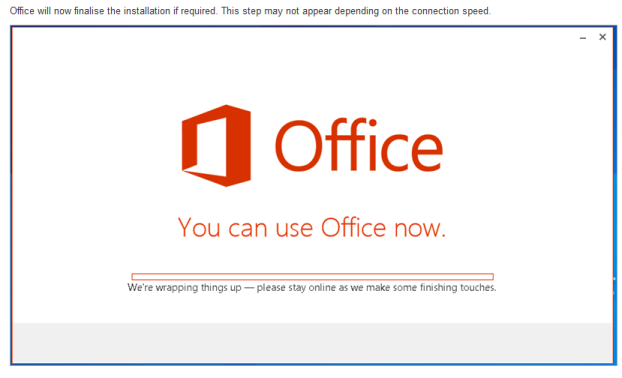 Office will now finalise the installation if required. This step may not appear depending on the connection speed.
Office
You can use Office now.
We're wrapping things up — please stay online as we make some finishing touches.